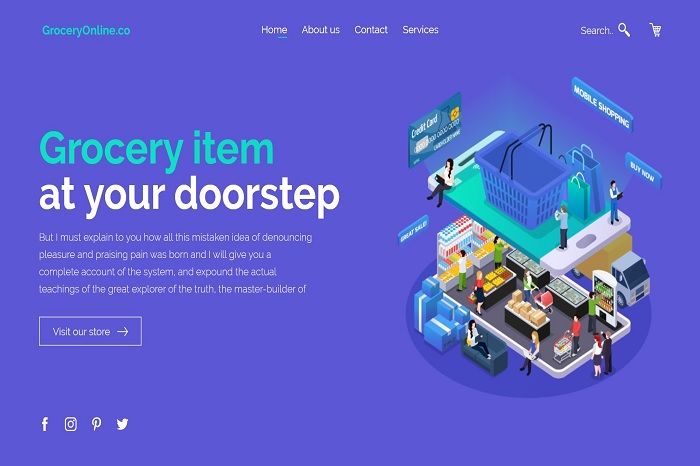 GroceryOnline.co
Home About us Contact Services
Search..
Grocery item
at your doorstep
But I must explain to you how all this mistaken idea of denouncing
pleasure and praising pain was born and I will give you a
complete account of the system, and expound the actual
teachings of the great explorer of the truth, the master-builder of
Visit our store
Credit Card
MOBILE SHOPPING
BUY NOW
GREAT SALE!